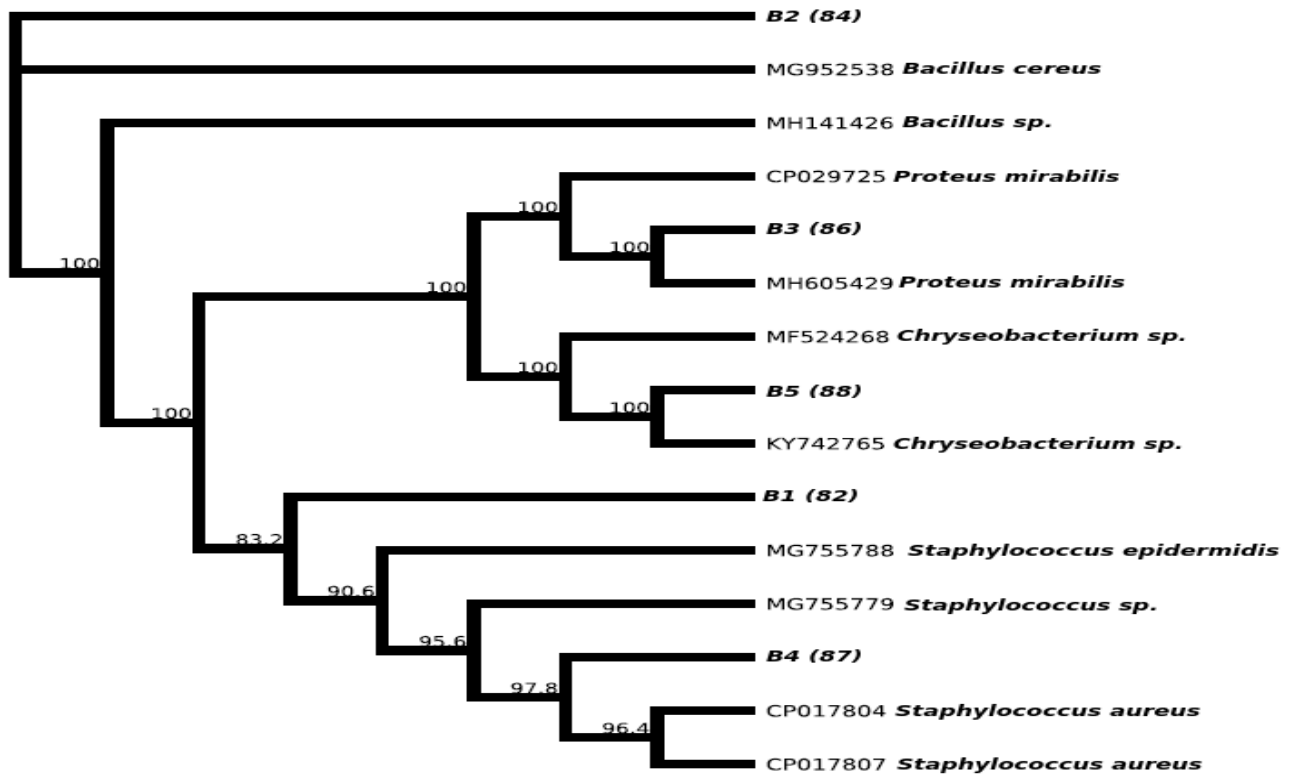 B2 (84)
MG952538 Bacillus cereus
MH141426 Bacillus sp.
CP029725 Proteus mirabilis
100
B3 (86)
100
100
MH605429 Proteus mirabilis
100
MF524268 Chryseobacterium sp.
100
B5 (88)
100
100
KY742765 Chryseobacterium sp.
B1 (82)
83.2
MG755788 Staphylococcus epidermidis
90.6
MG755779 Staphylococcus sp.
95.6
B4 (87)
97.8
CP017804 Staphylococcus aureus
96.4
CP017807 Staphylococcus aureus